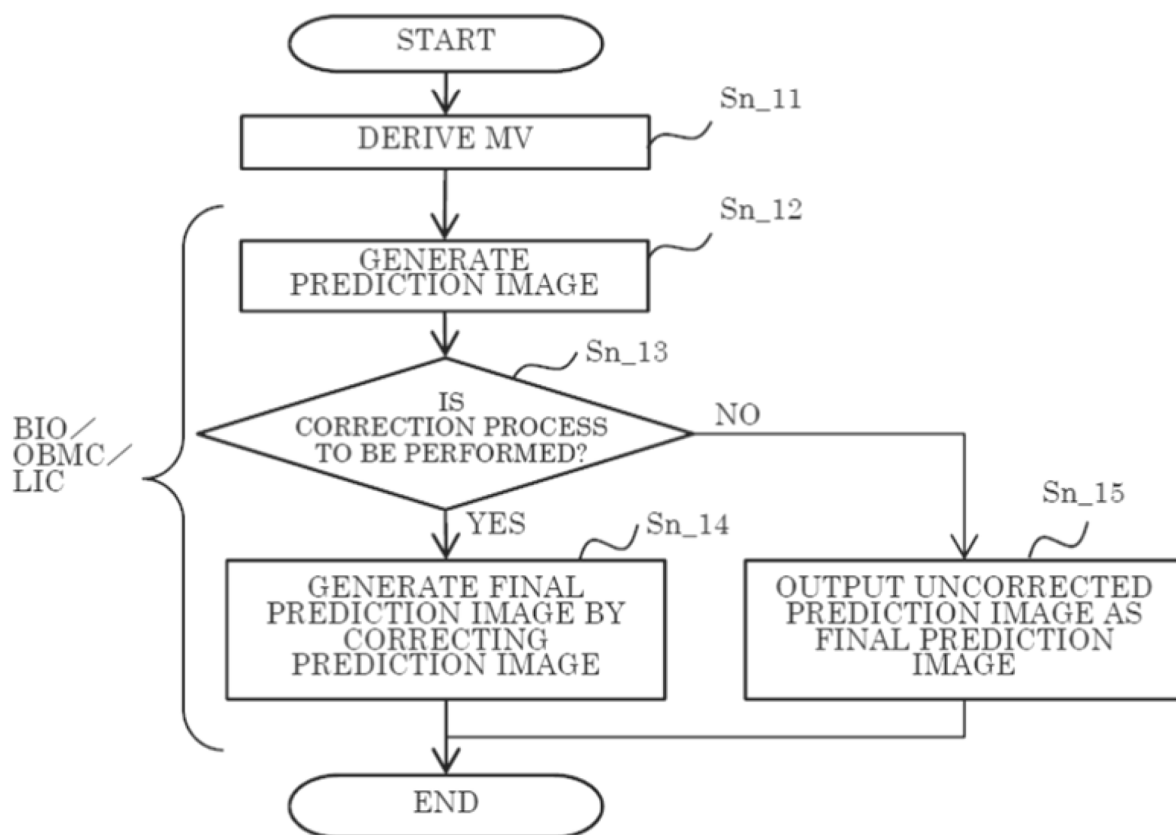 START
Sn_11
DERIVE MV
Sn_12
GENERATE
PREDICTION IMAGE
Sn_13
IS
CORRECTION PROCESS
TO BE PERFORMED?
NO
BIO/
OBMC/
LIC
YES
Sn_14
Sn_15
GENERATE FINAL
PREDICTION IMAGE BY
CORRECTING
PREDICTION IMAGE
OUTPUT UNCORRECTED
PREDICTION IMAGE AS
FINAL PREDICTION
IMAGE
END